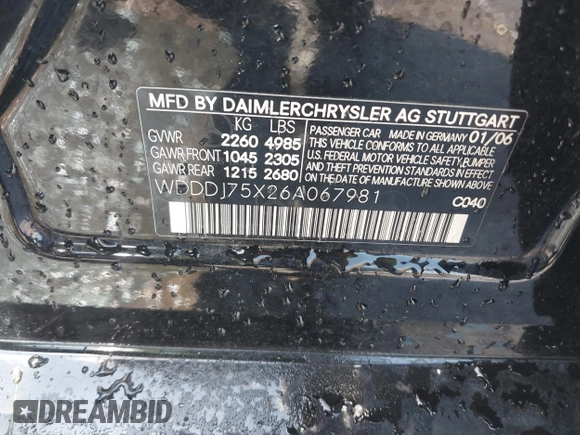 MFD BY DAIMLERCHRYSLER AG STUTTGART
KG LBS
GVWR 2260 4985
GAWR FRONT 1045 2305
GAWR REAR 1215 2680
PASSENGER CAR MADE IN GERMANY 01/06
THIS VEHICLE CONFORMS TO ALL APPLICABLE
U.S. FEDERAL MOTOR VEHICLE SAFETY, BUMPER
AND THEFT PREVENTION STANDARDS IN EFFECT
ON THE DATE OF MANUFACTURE SHOWN ABOVE
WDDDJ75X26A067981
C040
DREAMBID